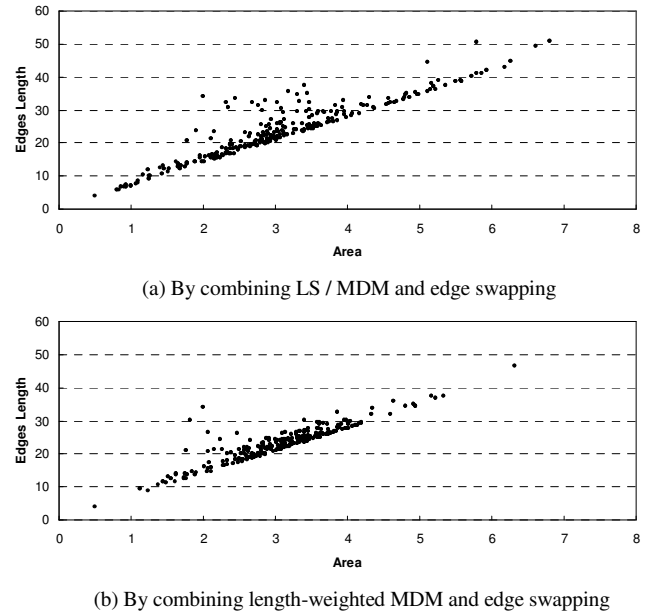 60
50
40
30
20
10
0
Edges Length
0 1 2 3 4 5 6 7 8
Area
(a) By combining LS / MDM and edge swapping
60
50
40
30
20
10
0
Edges Length
0 1 2 3 4 5 6 7 8
Area
(b) By combining length-weighted MDM and edge swapping